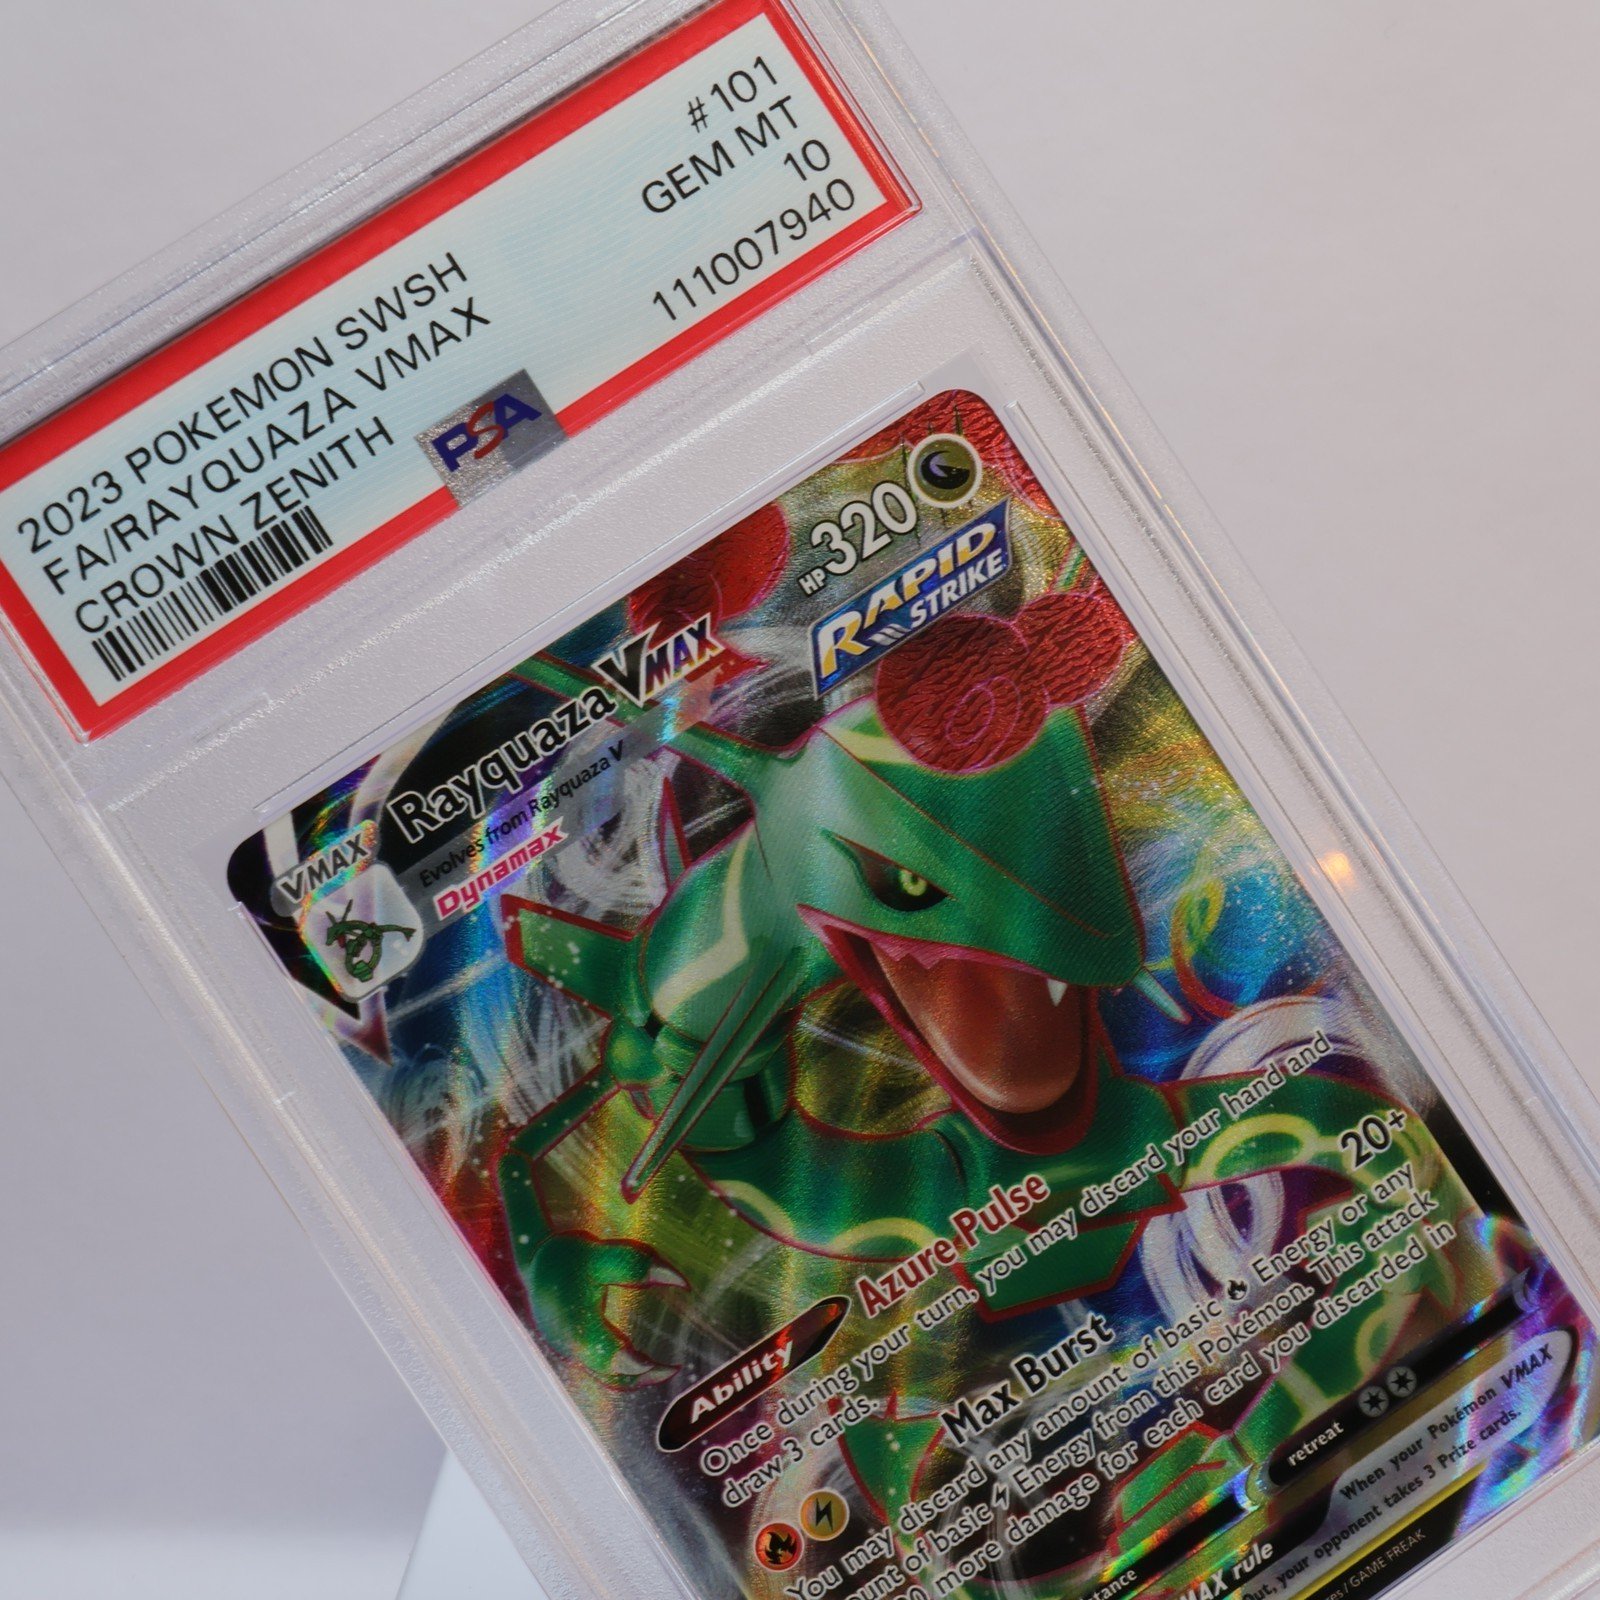 2023 POKEMON SWSH
FA/RAYQUAZA VMAX
CROWN ZENITH
#101
GEM MT
10
111007940
PSA
VMAX
Rayquaza VMAX
HP 320
Evolves from Rayquaza V
Dynamax
RAPID
STRIKE
Ability Azure Pulse
Once during your turn, you may discard your hand and
draw 3 cards.
Max Burst 20+
You may discard any amount of basic Energy or any
amount of basic Energy from this Pokémon. This attack
more damage for each card you discarded in
retreat
VMAX rule
When your Pokémon VMAX
out, your opponent takes 3 Prize cards.
GAME FREAK